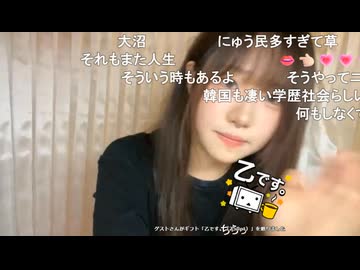 大沼
にゅう民多すぎて草
それもまた人生
そういう時もあるよ
そうやってニ
韓国も凄い学歴社会らしい
何もしなくて
乙です。